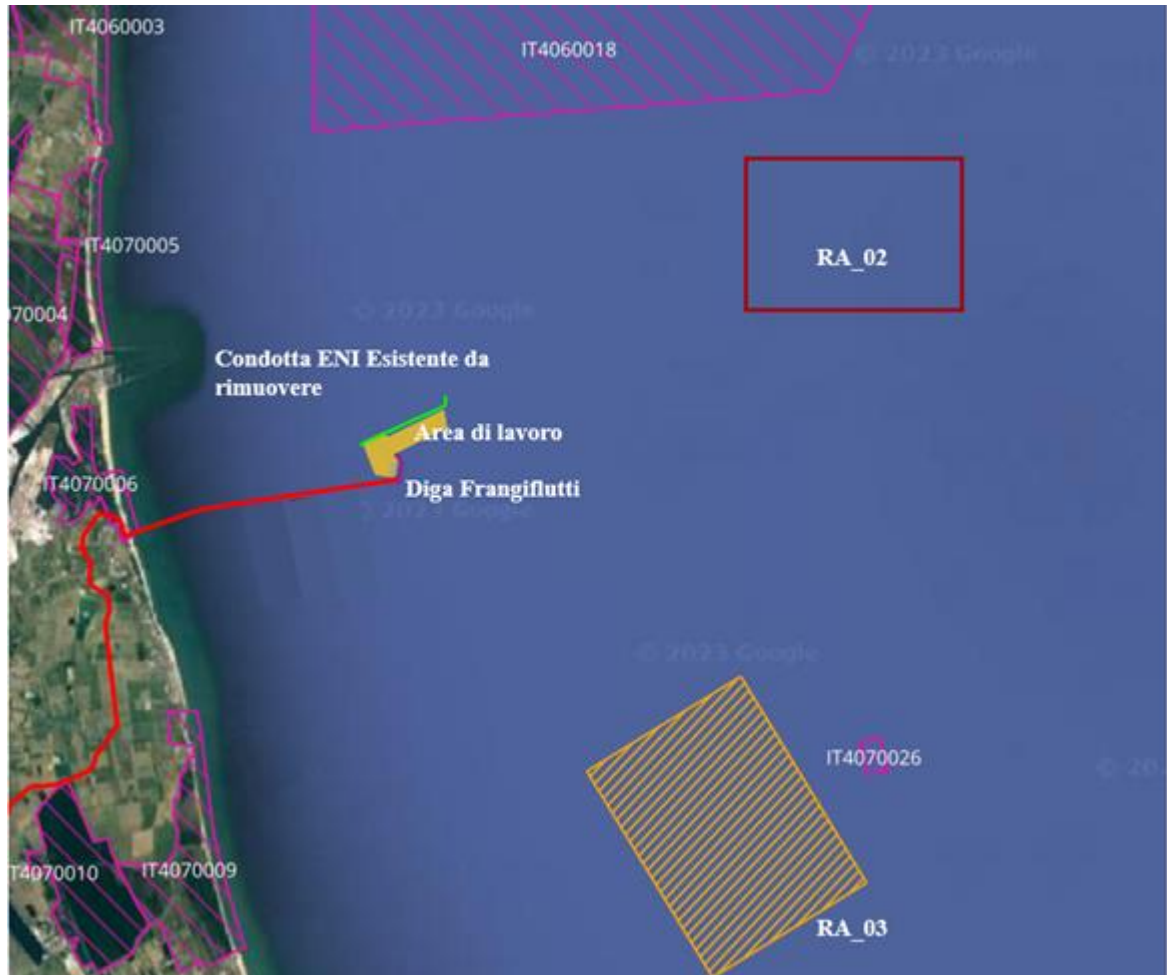 IT4060003
IT4060018
© 2023 Google
IT4070005
RA_02
070004
© 2023 Google
Condotta ENI Esistente da
rimuovere
Area di lavoro
IT4070006
Diga Frangiflutti
2023 Google
© 2023 Google
IT4070026
© 20
T4070010
IT4070009
RA_03